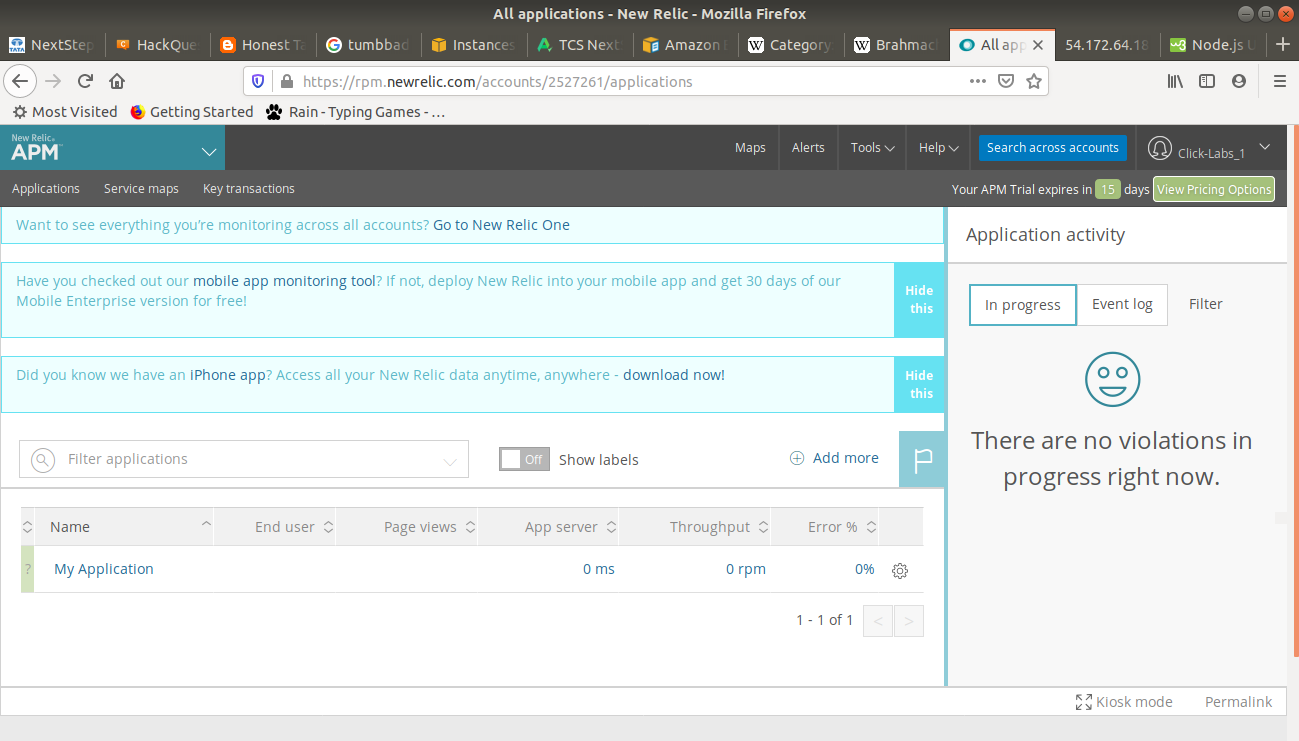 All applications - New Relic - Mozilla Firefox
NextStep
HackQue
Honest Ta
tumbbad
Instances
TCS Next
Amazon
Category
Brahmac
All app
54.172.64.18
Node.js U
https://rpm.newrelic.com/accounts/2527261/applications
Most Visited
Getting Started
Rain - Typing Games - …
New Relic®
APM™
Maps
Alerts
Tools
Help
Search across accounts
Click-Labs_1
Applications
Service maps
Key transactions
Your APM Trial expires in 15 days
View Pricing Options
Want to see everything you're monitoring across all accounts? Go to New Relic One
Have you checked out our mobile app monitoring tool? If not, deploy New Relic into your mobile app and get 30 days of our
Mobile Enterprise version for free!
Hide
this
Did you know we have an iPhone app? Access all your New Relic data anytime, anywhere - download now!
Hide
this
Filter applications
Off
Show labels
Add more
Name
End user
Page views
App server
Throughput
Error %
?
My Application
0 ms
0 rpm
0%
1 - 1 of 1
<
>
Application activity
In progress
Event log
Filter
There are no violations in
progress right now.
Kiosk mode
Permalink